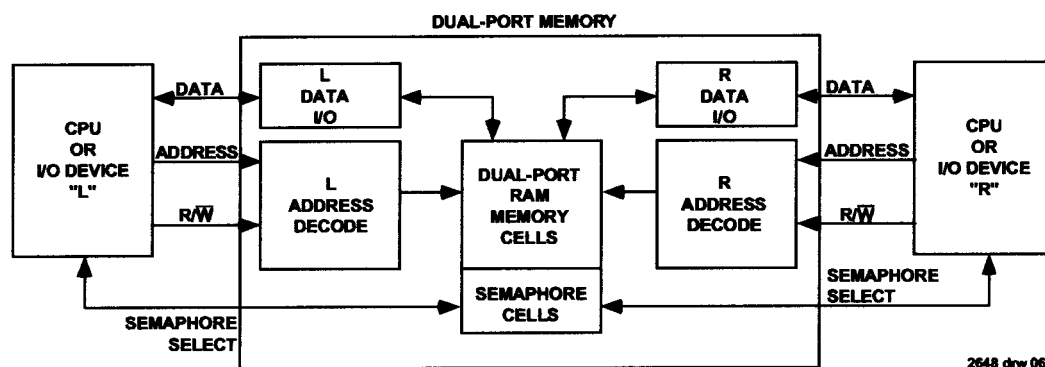 DUAL-PORT MEMORY
CPU
OR
I/O DEVICE
"L"
DATA
ADDRESS
R/W̅
SEMAPHORE
SELECT
L
DATA
I/O
L
ADDRESS
DECODE
DUAL-PORT
RAM
MEMORY
CELLS
SEMAPHORE
CELLS
R
DATA
I/O
R
ADDRESS
DECODE
DATA
ADDRESS
R/W̅
SEMAPHORE
SELECT
CPU
OR
I/O DEVICE
"R"
2648 drw 06